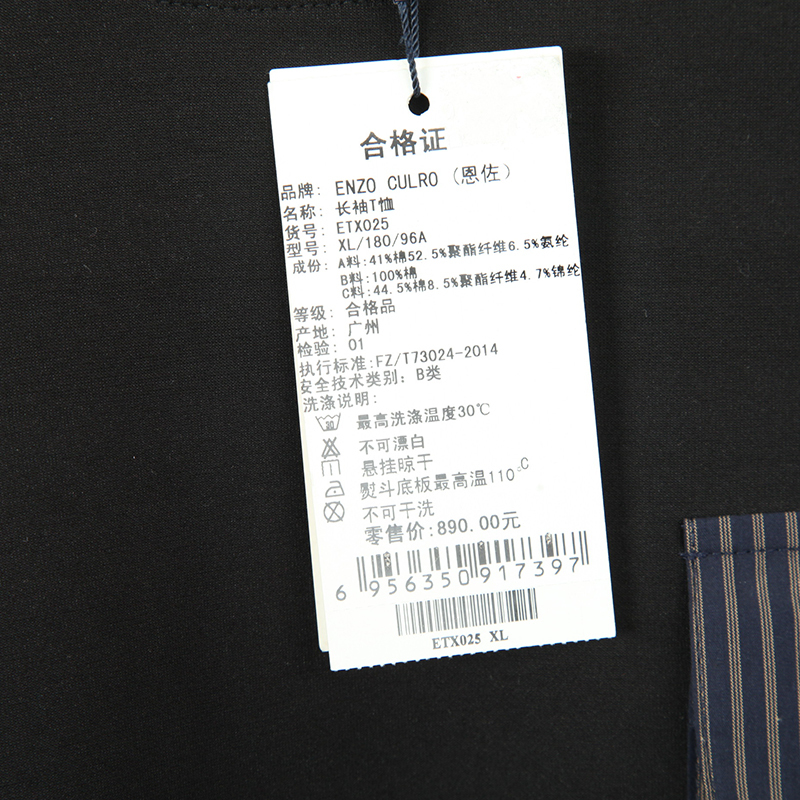 合格证
品牌: ENZO CULRO (恩佐)
名称: 长袖T恤
货号: ETX025
型号: XL/180/96A
成份: A料:41%棉52.5%聚酯纤维6.5%氨纶
B料:100%棉
C料:44.5%棉8.5%聚酯纤维4.7%锦纶
等级: 合格品
产地: 广州
检验: 01
执行标准:FZ/T73024-2014
安全技术类别: B类
洗涤说明:
30 最高洗涤温度30℃
不可漂白
悬挂晾干
熨斗底板最高温110℃
不可干洗
零售价:890.00元
6 956350 917397
ETX025 XL